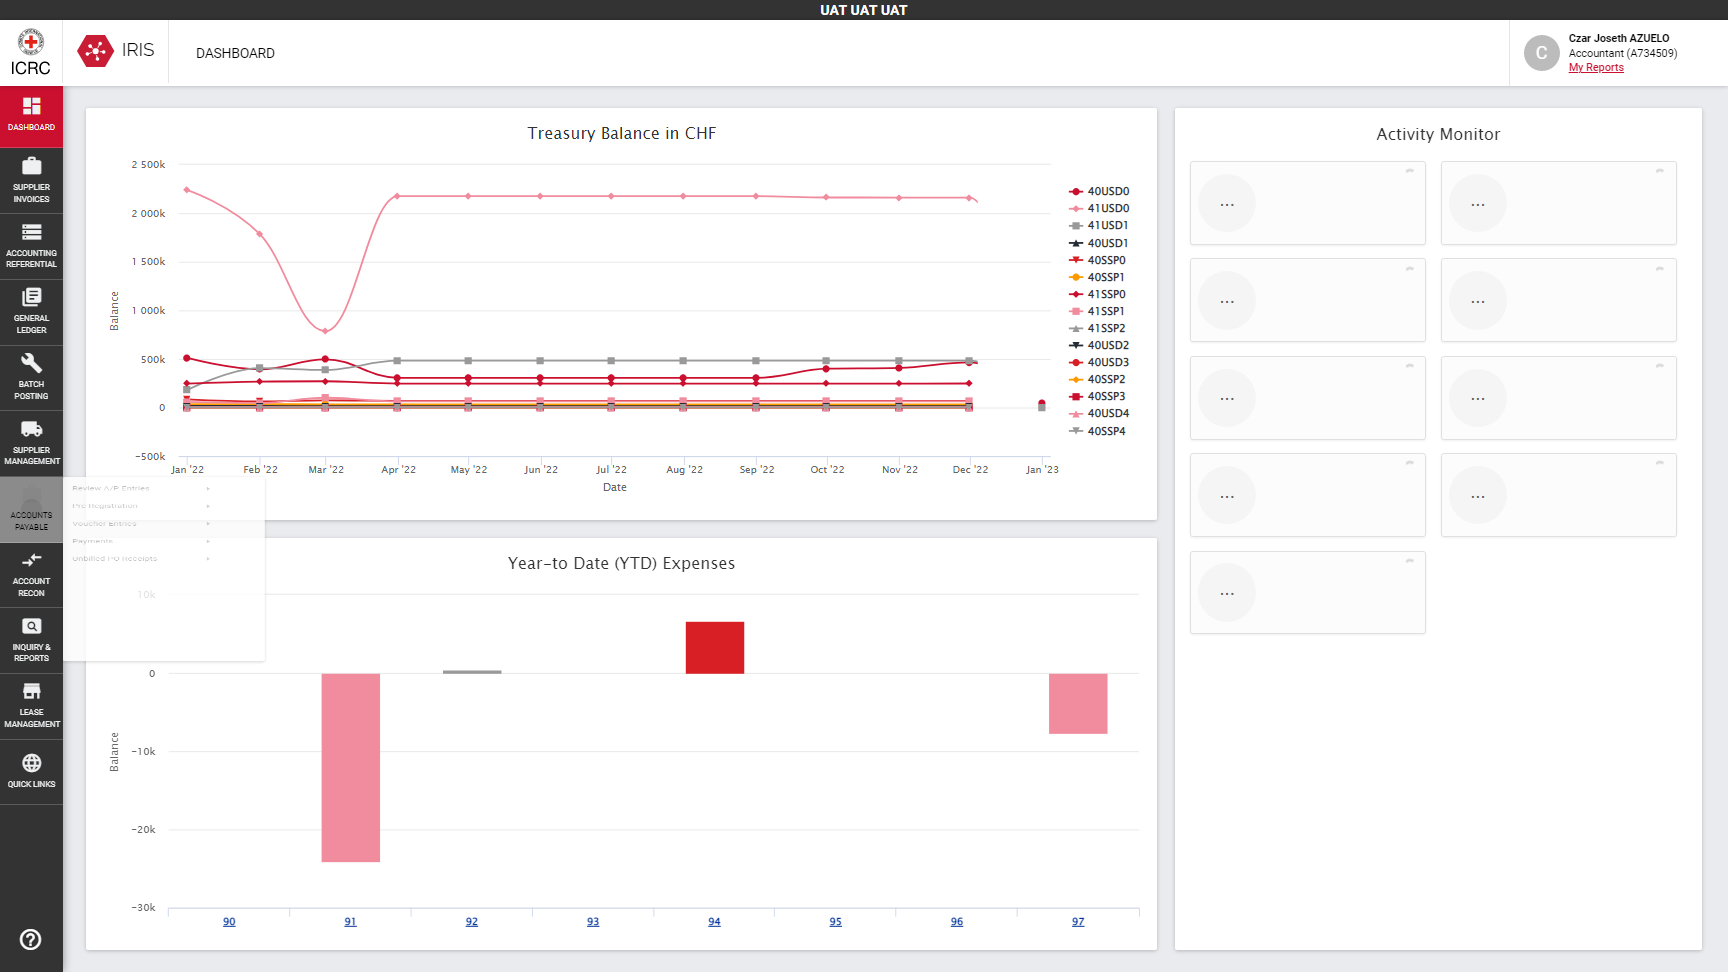 UAT UAT UAT
ICRC
IRIS
DASHBOARD
C
Czar Joseth AZUELO
Accountant (A734509)
My Reports
DASHBOARD
SUPPLIER
INVOICES
ACCOUNTING
REFERENTIAL
GENERAL
LEDGER
BATCH
POSTING
SUPPLIER
MANAGEMENT
ACCOUNTS
PAYABLE
ACCOUNT
RECON
INQUIRY &
REPORTS
LEASE
MANAGEMENT
QUICK LINKS
Review A/P Entries
Pre Registration
Voucher Entries
Payments
Unbilled PO Receipts
Treasury Balance in CHF
Balance
2 500k
2 000k
1 500k
1 000k
500k
0
−500k
Jan '22
Feb '22
Mar '22
Apr '22
May '22
Jun '22
Jul '22
Aug '22
Sep '22
Oct '22
Nov '22
Dec '22
Jan '23
Date
40USD0
41USD0
41USD1
40USD1
40SSP0
40SSP1
41SSP0
41SSP1
41SSP2
40USD2
40USD3
40SSP2
40SSP3
40USD4
40SSP4
Year-to Date (YTD) Expenses
Balance
10k
0
−10k
−20k
−30k
90
91
92
93
94
95
96
97
Activity Monitor
...
...
...
...
...
...
...
...
...